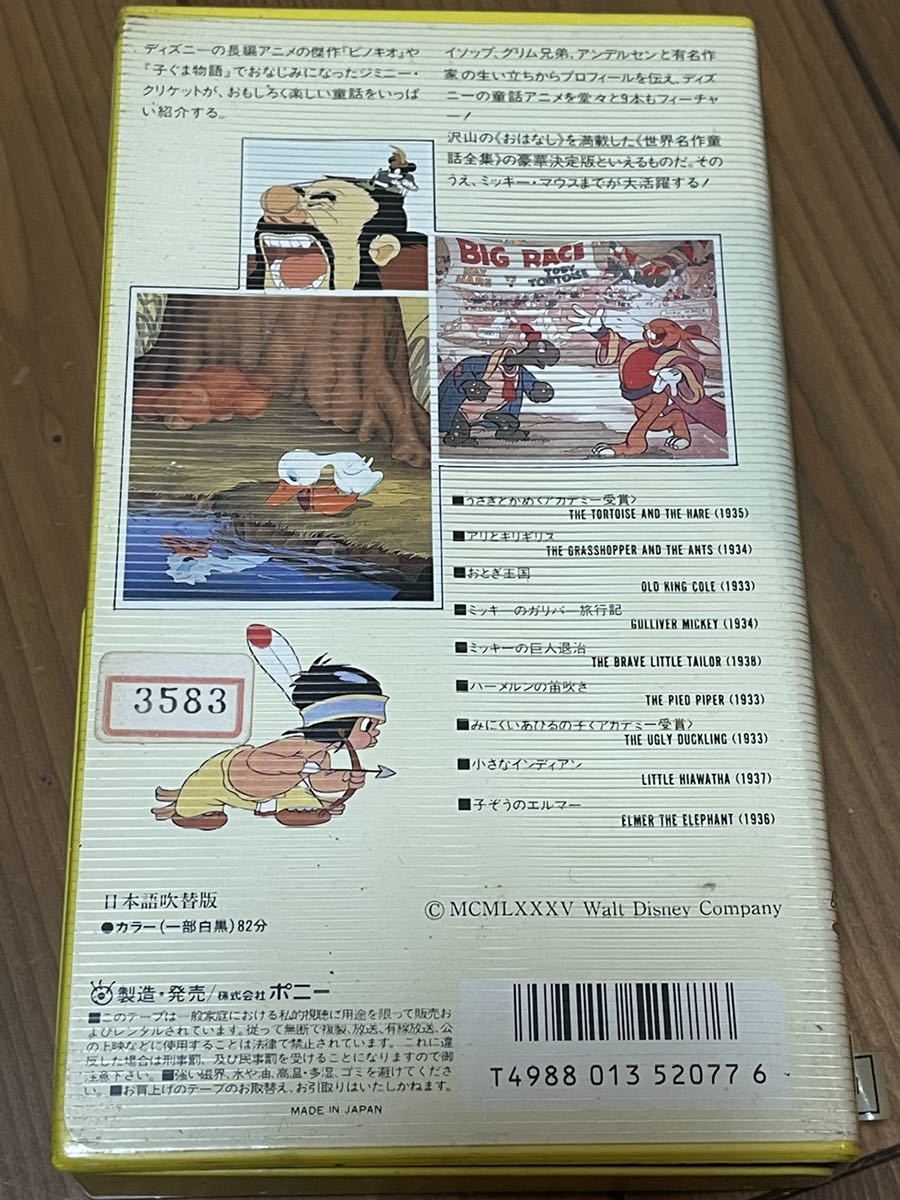 ディズニーの長編アニメの傑作『ピノキオ』や
『子ぐま物語』でおなじみになったジミニー・
クリケットが、おもしろく楽しい童話をいっぱ
い紹介する。
イソップ、グリム兄弟、アンデルセンと有名作
家の生い立ちからプロフィールを伝え、ディズ
ニーの童話アニメを堂々と9本もフィーチャ
ー!
沢山の《おはなし》を満載した《世界名作童
話全集》の豪華決定版といえるものだ。その
うえ、ミッキー・マウスまでが大活躍する!
BIG RACE
MAX HARE
TOBY TORTOISE
■うさぎとかめ〈アカデミー受賞〉
THE TORTOISE AND THE HARE (1935)
■アリとキリギリス
THE GRASSHOPPER AND THE ANTS (1934)
■おとぎ王国
OLD KING COLE (1933)
■ミッキーのガリバー旅行記
GULLIVER MICKEY (1934)
■ミッキーの巨人退治
THE BRAVE LITTLE TAILOR (1938)
■ハーメルンの笛吹き
THE PIED PIPER (1933)
■みにくいあひるの子〈アカデミー受賞〉
THE UGLY DUCKLING (1933)
■小さなインディアン
LITTLE HIAWATHA (1937)
■子ぞうのエルマー
ELMER THE ELEPHANT (1936)
3583
日本語吹替版
●カラー(一部白黒)82分
© MCMLXXXV Walt Disney Company
製造・発売/株式会社ポニー
■このテープは一般家庭における私的視聴に用途を限って販売
およびレンタルされています。従って無断で複製、放送、有線放送、公
の上映などに使用することは法律で禁止されています。これに違
反した場合は刑事罰、及び民事罰を受けることになりますので御
注意下さい。■強い磁界、水や油、高温・多湿、ゴミを避けてくださ
い。■お買上げのテープのお取替え、お引取りはいたしかねます。
MADE IN JAPAN
T4988 013 52077 6